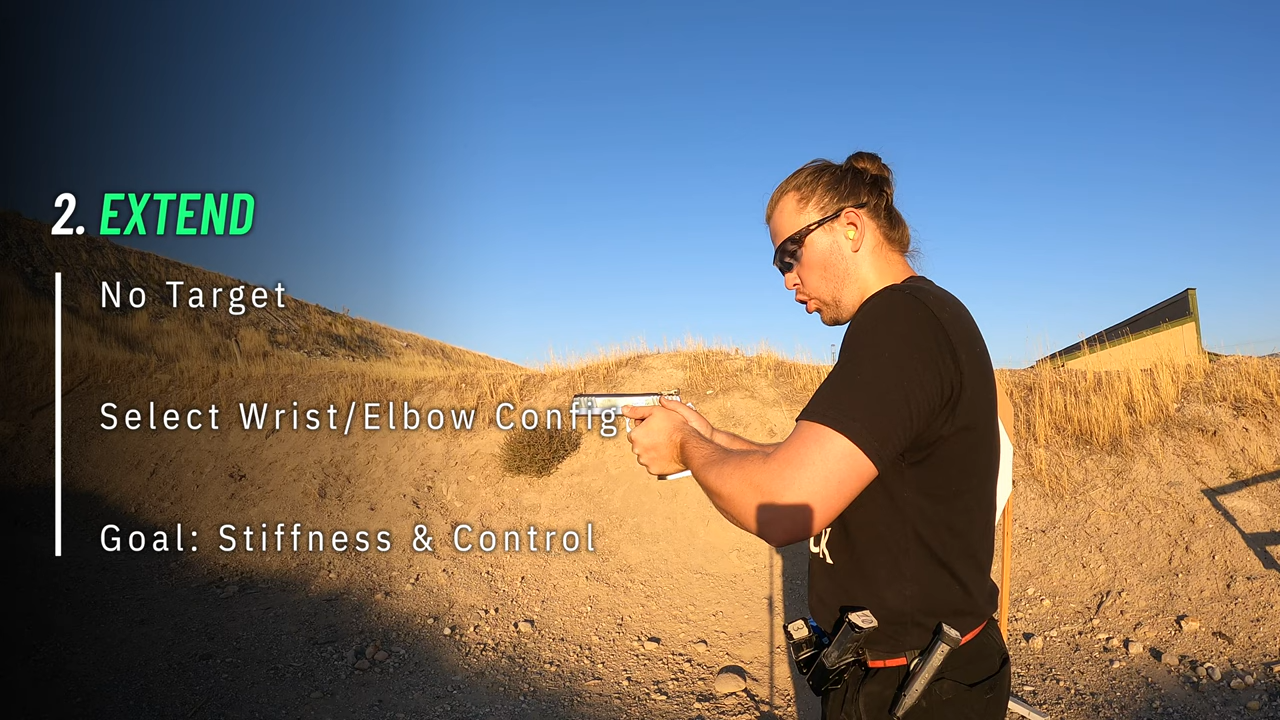 2. EXTEND
No Target
Select Wrist/Elbow Config
Goal: Stiffness & Control